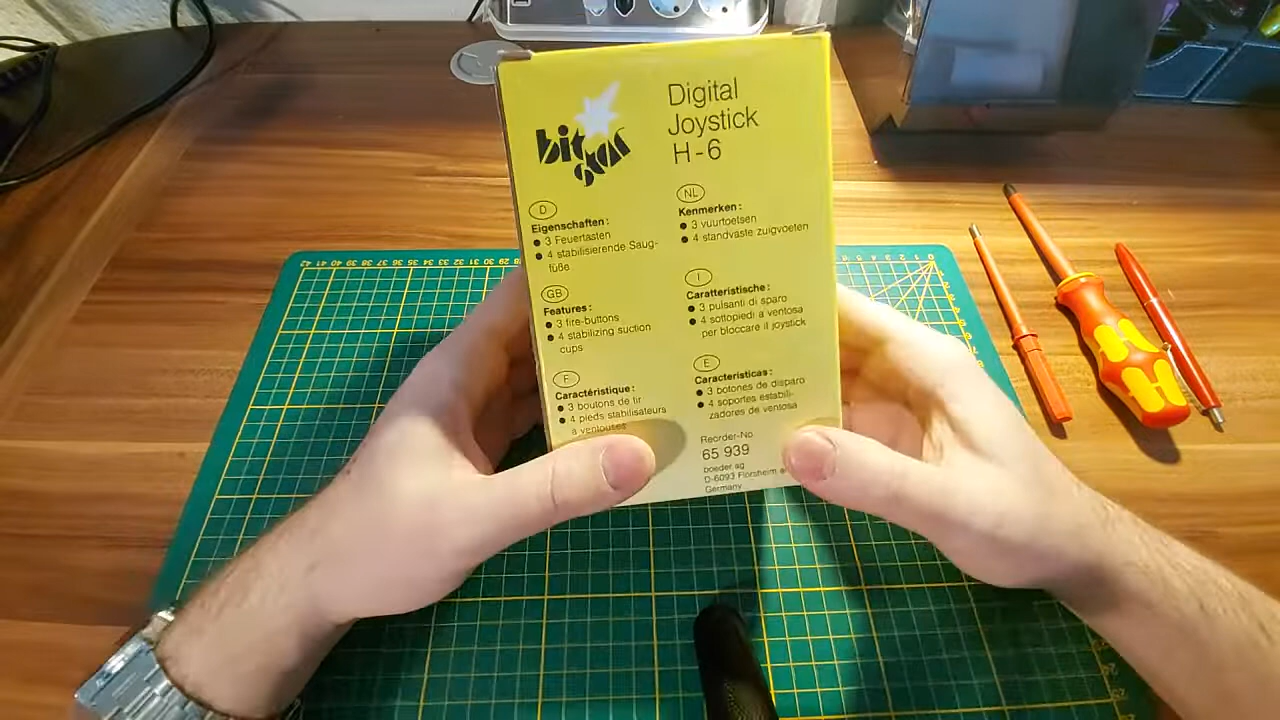 bit
star
Digital
Joystick
H-6
D
Eigenschaften:
● 3 Feuertasten
● 4 stabilisierende Saug-
füße
GB
Features:
● 3 fire-buttons
● 4 stabilizing suction
cups
F
Caractéristique:
● 3 boutons de tir
● 4 pieds stabilisateurs
à ventouses
NL
Kenmerken:
● 3 vuurtoetsen
● 4 standvaste zuigvoeten
I
Caratteristiche:
● 3 pulsanti di sparo
● 4 sottopiedi a ventosa
per bloccare il joystick
E
Caracteristicas:
● 3 botones de disparo
● 4 soportes estabili-
zadores de ventosa
Reorder-No
65 939
boeder ag
D-6093 Flörsheim
Germany